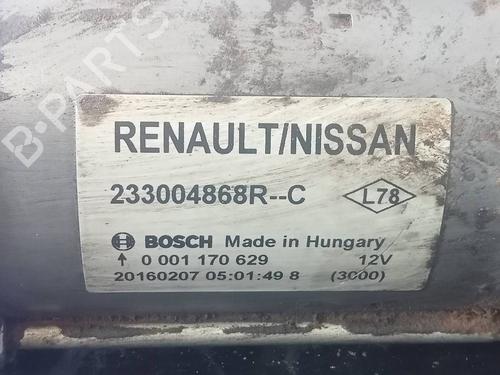 B-PARTS
RENAULT/NISSAN
233004868R--C
L78
BOSCH Made in Hungary
0 001 170 629 12V
20160207 05:01:49 8 (3000)